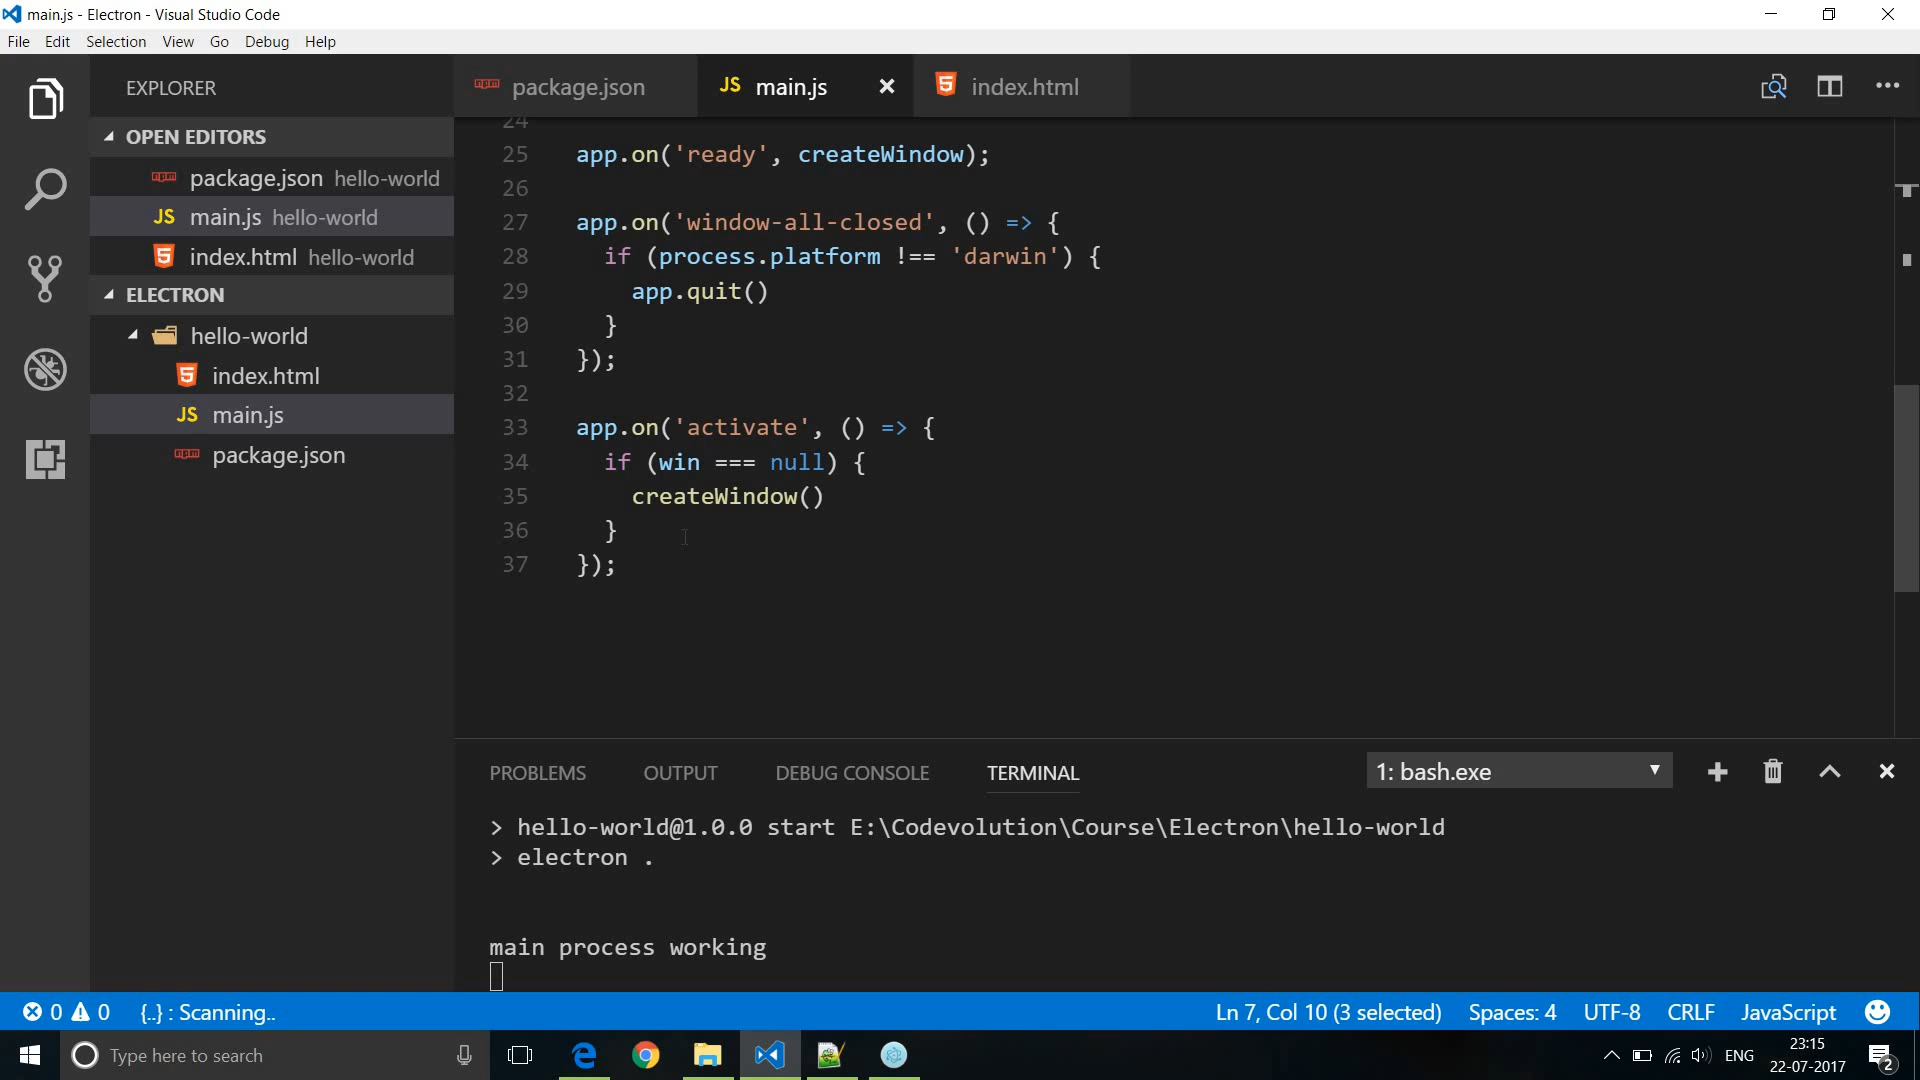 main.js - Electron - Visual Studio Code
File Edit Selection View Go Debug Help
EXPLORER
OPEN EDITORS
package.json hello-world
JS main.js hello-world
index.html hello-world
ELECTRON
hello-world
index.html
JS main.js
package.json
package.json JS main.js index.html
24
25 app.on('ready', createWindow);
26
27 app.on('window-all-closed', () => {
28 if (process.platform !== 'darwin') {
29 app.quit()
30 }
31 });
32
33 app.on('activate', () => {
34 if (win === null) {
35 createWindow()
36 }
37 });
PROBLEMS OUTPUT DEBUG CONSOLE TERMINAL 1: bash.exe
> hello-world@1.0.0 start E:\Codevolution\Course\Electron\hello-world
> electron .
main process working
0 0 {..} : Scanning.. Ln 7, Col 10 (3 selected) Spaces: 4 UTF-8 CRLF JavaScript
Type here to search ENG 23:15
22-07-2017 2